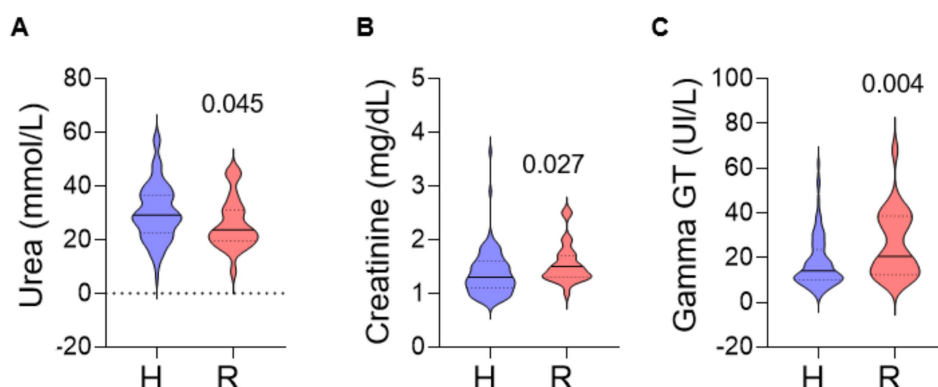 A
Urea (mmol/L)
80
60
40
20
0
-20
0.045
H R
B
Creatinine (mg/dL)
5
4
3
2
1
0
0.027
H R
C
Gamma GT (UI/L)
100
80
60
40
20
0
-20
0.004
H R